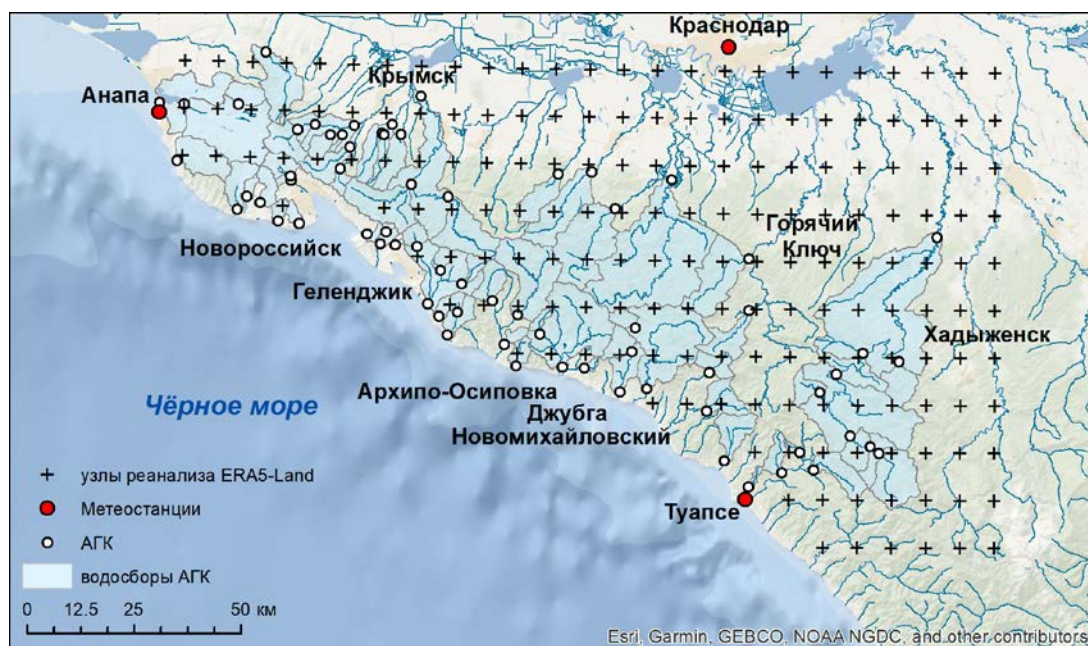 Краснодар
Крымск
Анапа
Горячий
Ключ
Новороссийск
Геленджик
Хадыженск
Архипо-Осиповка
Чёрное море
Джубга
Новомихайловский
узлы реанализа ERA5-Land
Метеостанции
Туапсе
АГК
водосборы АГК
0 12.5 25 50 км
Esri, Garmin, GEBCO, NOAA NGDC, and other contributors